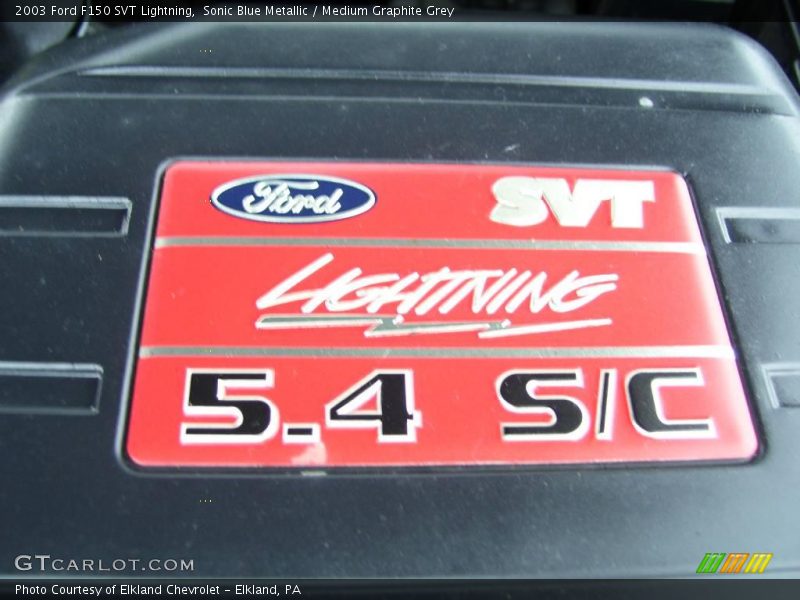 2003 Ford F150 SVT Lightning, Sonic Blue Metallic / Medium Graphite Grey
Ford SVT
LIGHTNING
5.4 S/C
GTCARLOT.COM
Photo Courtesy of Elkland Chevrolet - Elkland, PA